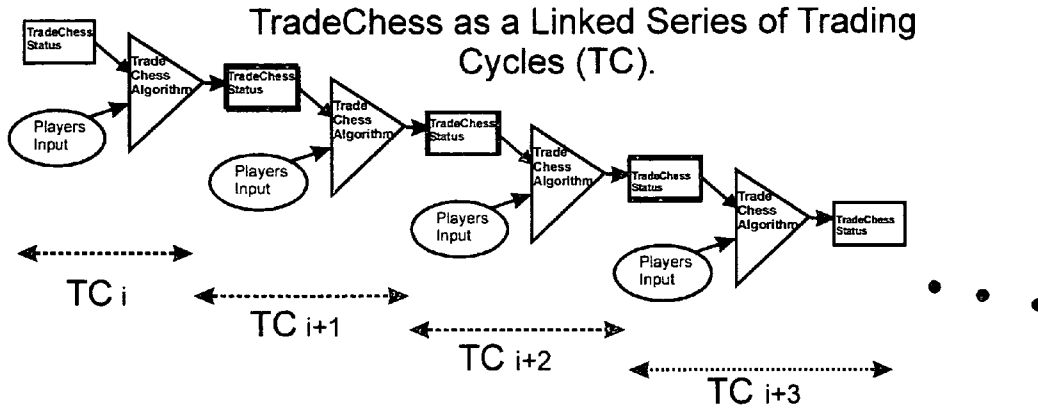 TradeChess as a Linked Series of Trading
Cycles (TC).
TradeChess
Status
Trade
Chess
Algorithm
Players
Input
TradeChess
Status
Trade
Chess
Algorithm
Players
Input
TradeChess
Status
Trade
Chess
Algorithm
Players
Input
TradeChess
Status
Trade
Chess
Algorithm
Players
Input
TradeChess
Status
TC i
TC i+1
TC i+2
TC i+3